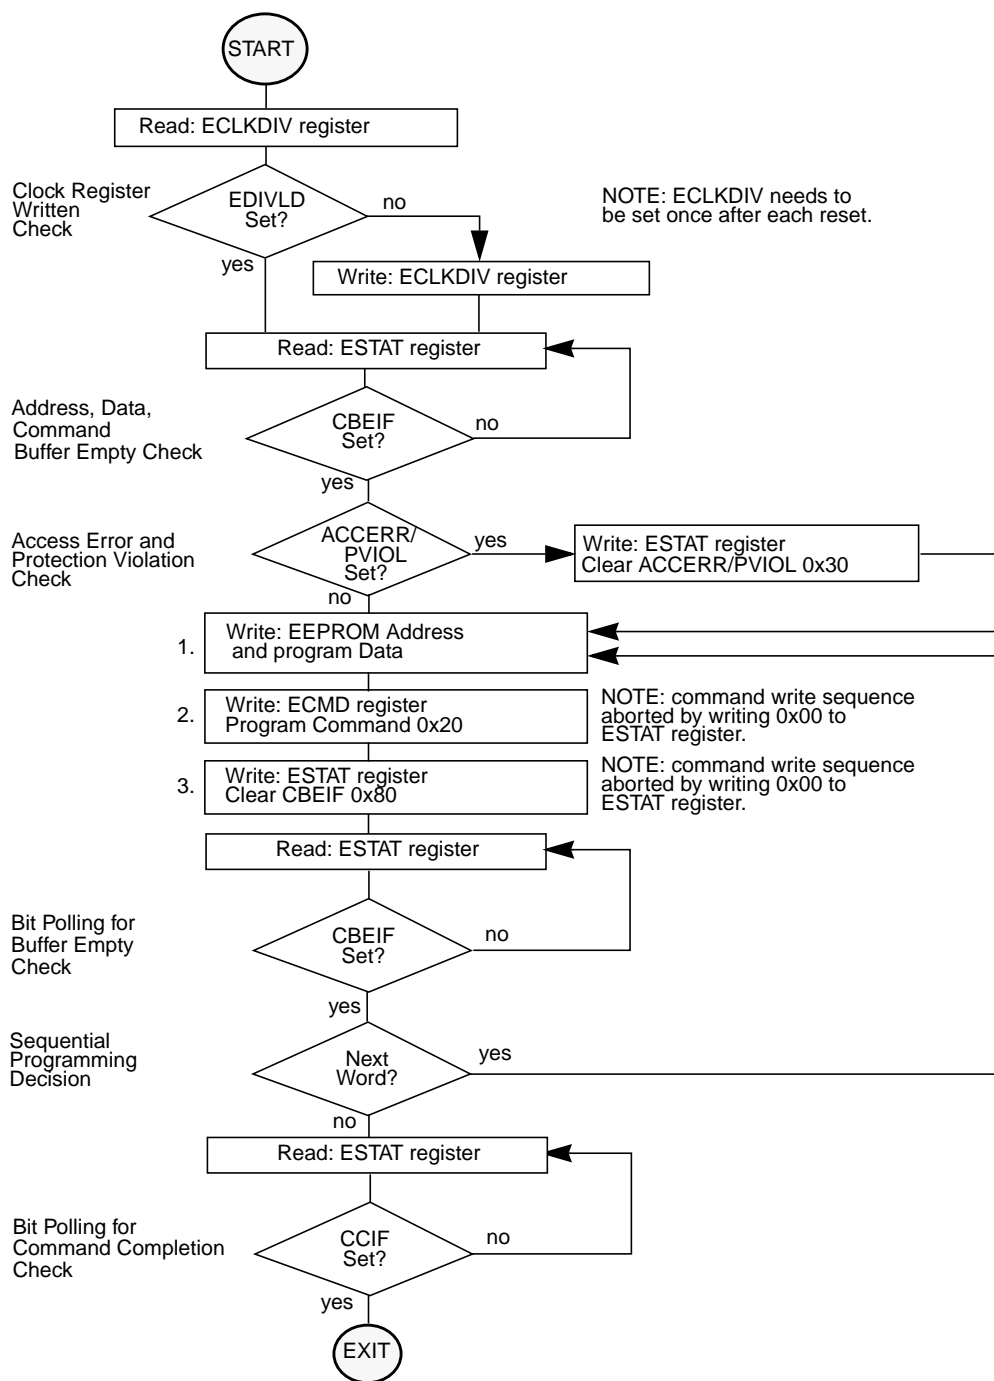 START
Read: ECLKDIV register
Clock Register
Written
Check
EDIVLD
Set?
no
yes
NOTE: ECLKDIV needs to
be set once after each reset.
Write: ECLKDIV register
Read: ESTAT register
Address, Data,
Command
Buffer Empty Check
CBEIF
Set?
no
yes
Access Error and
Protection Violation
Check
ACCERR/
PVIOL
Set?
yes
no
Write: ESTAT register
Clear ACCERR/PVIOL 0x30
1.
Write: EEPROM Address
and program Data
2.
Write: ECMD register
Program Command 0x20
NOTE: command write sequence
aborted by writing 0x00 to
ESTAT register.
3.
Write: ESTAT register
Clear CBEIF 0x80
NOTE: command write sequence
aborted by writing 0x00 to
ESTAT register.
Read: ESTAT register
Bit Polling for
Buffer Empty
Check
CBEIF
Set?
no
yes
Sequential
Programming
Decision
Next
Word?
yes
no
Read: ESTAT register
Bit Polling for
Command Completion
Check
CCIF
Set?
no
yes
EXIT